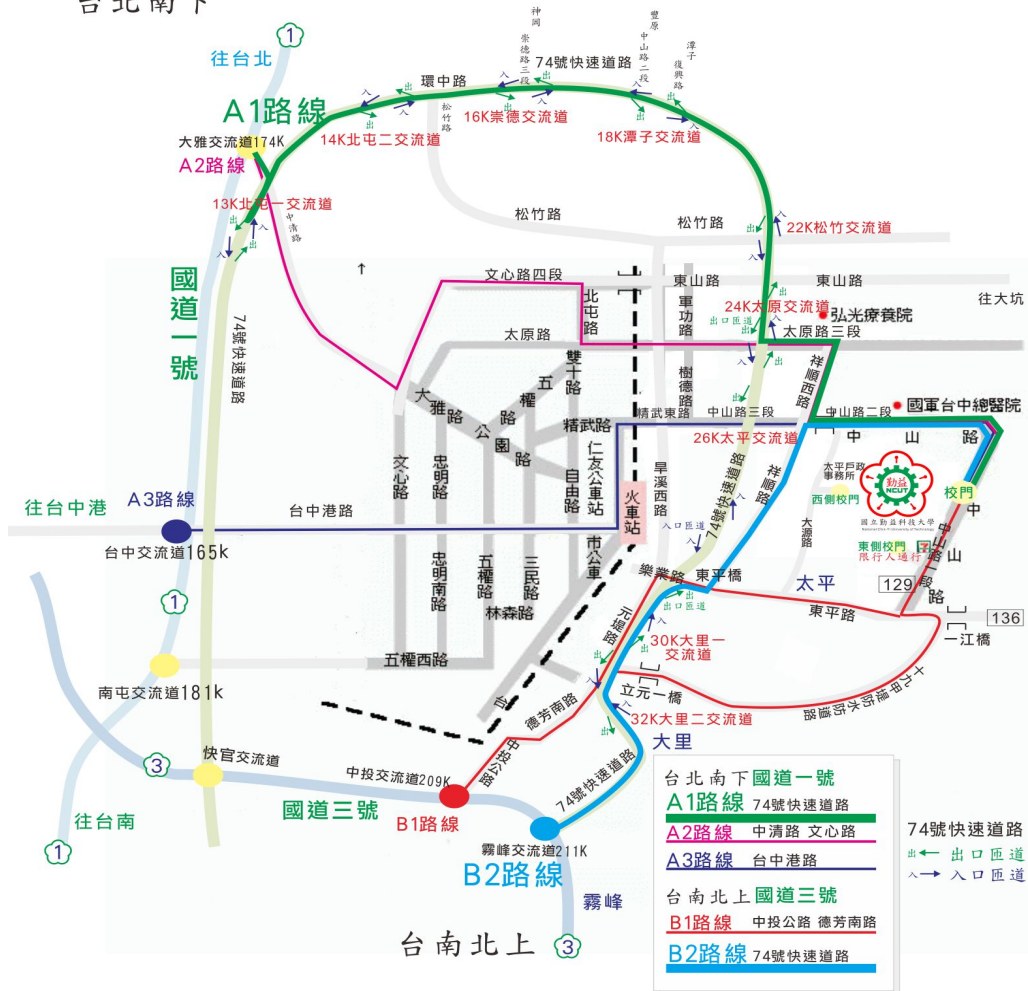 台北南下
1
往台北
神岡
崇德路三段
豐原
中山路二段
潭子
復興路
74號快速道路
環中路
入
出
A1路線
大雅交流道174K
A2路線
松竹路
14K北屯二交流道
16K崇德交流道
18K潭子交流道
13K北屯一交流道
中清路
松竹路
松竹路
22K松竹交流道
國道一號
74號快速道路
文心路四段
東山路
東山路
往大坑
北屯路
軍功路
24K太原交流道
出口匝道
弘光療養院
太原路
太原路三段
雙十路
五權路
樹德路
祥順西路
大雅路
公園路
精武路
精武東路
中山路三段
中山路二段
國軍台中總醫院
26K太平交流道
中山路
文心路
忠明路
自由路
仁友公車站
旱溪西路
74號快速道路
祥順路
太平戶政
事務所
西側校門
勤益
NCUT
國立勤益科技大學
校門
往台中港
A3路線
台中港路
火車站
入口匝道
大源路
東側校門
限行人通行
中山路
中山路一段
台中交流道165k
忠明南路
五權路
三民路
市公車
林森路
樂業路
東平橋
太平
129
136
東平路
一江橋
出口匝道
1
元堤路
30K大里一
交流道
五權西路
南屯交流道181k
台
立元一橋
十九甲堤防水防道路
德芳南路
32K大里二交流道
大里
中投公路
74號快速道路
3
快官交流道
中投交流道209K
國道三號
B1路線
往台南
1
霧峰交流道211K
B2路線
霧峰
台南北上
3
台北南下國道一號
A1路線 74號快速道路
A2路線 中清路 文心路
A3路線 台中港路
台南北上 國道三號
B1路線 中投公路 德芳南路
B2路線 74號快速道路
74號快速道路
出 出口匝道
入 入口匝道